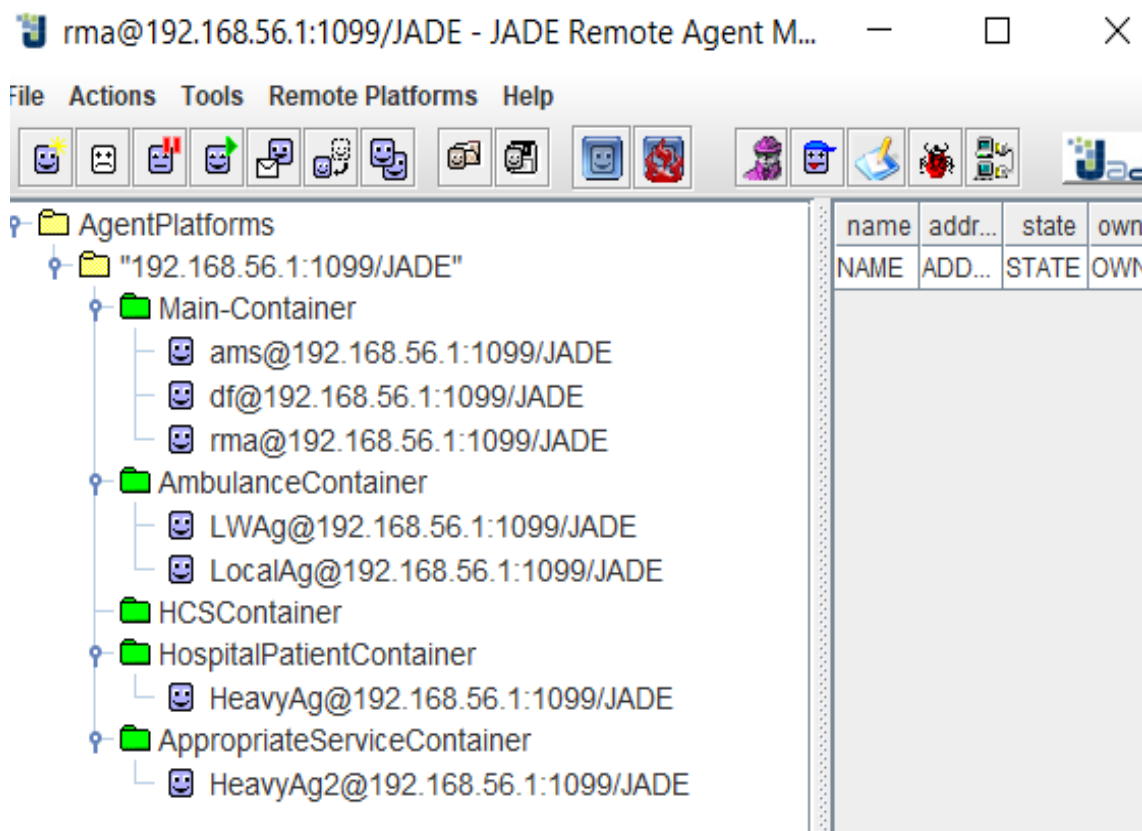 rma@192.168.56.1:1099/JADE - JADE Remote Agent M...
File Actions Tools Remote Platforms Help
AgentPlatforms
"192.168.56.1:1099/JADE"
Main-Container
ams@192.168.56.1:1099/JADE
df@192.168.56.1:1099/JADE
rma@192.168.56.1:1099/JADE
AmbulanceContainer
LWAg@192.168.56.1:1099/JADE
LocalAg@192.168.56.1:1099/JADE
HCSContainer
HospitalPatientContainer
HeavyAg@192.168.56.1:1099/JADE
AppropriateServiceContainer
HeavyAg2@192.168.56.1:1099/JADE
name addr... state own
NAME ADD... STATE OWN